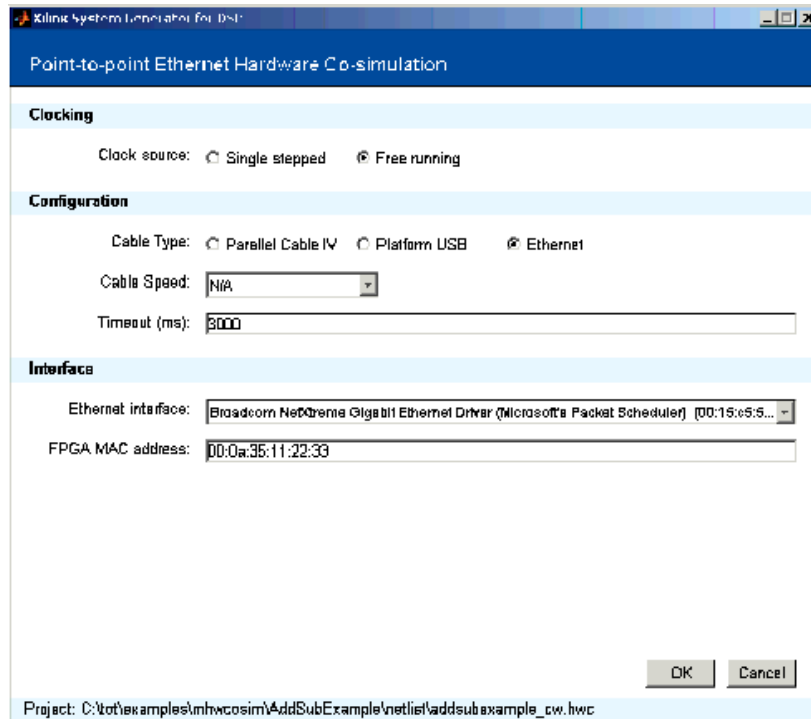 Xilinx System Generator for DSP
Point-to-point Ethernet Hardware Co-simulation
Clocking
Clock source: Single stepped Free running
Configuration
Cable Type: Parallel Cable IV Platform USB Ethernet
Cable Speed: N/A
Timeout (ms): 3000
Interface
Ethernet interface: Broadcom NetXtreme Gigabit Ethernet Driver (Microsoft's Packet Scheduler) [00:15:c5:5...
FPGA MAC address: 00:0a:35:11:22:33
OK Cancel
Project: C:\tot\examples\mhwcosim\AddSubExample\netlist\addsubexample_cw.hwc